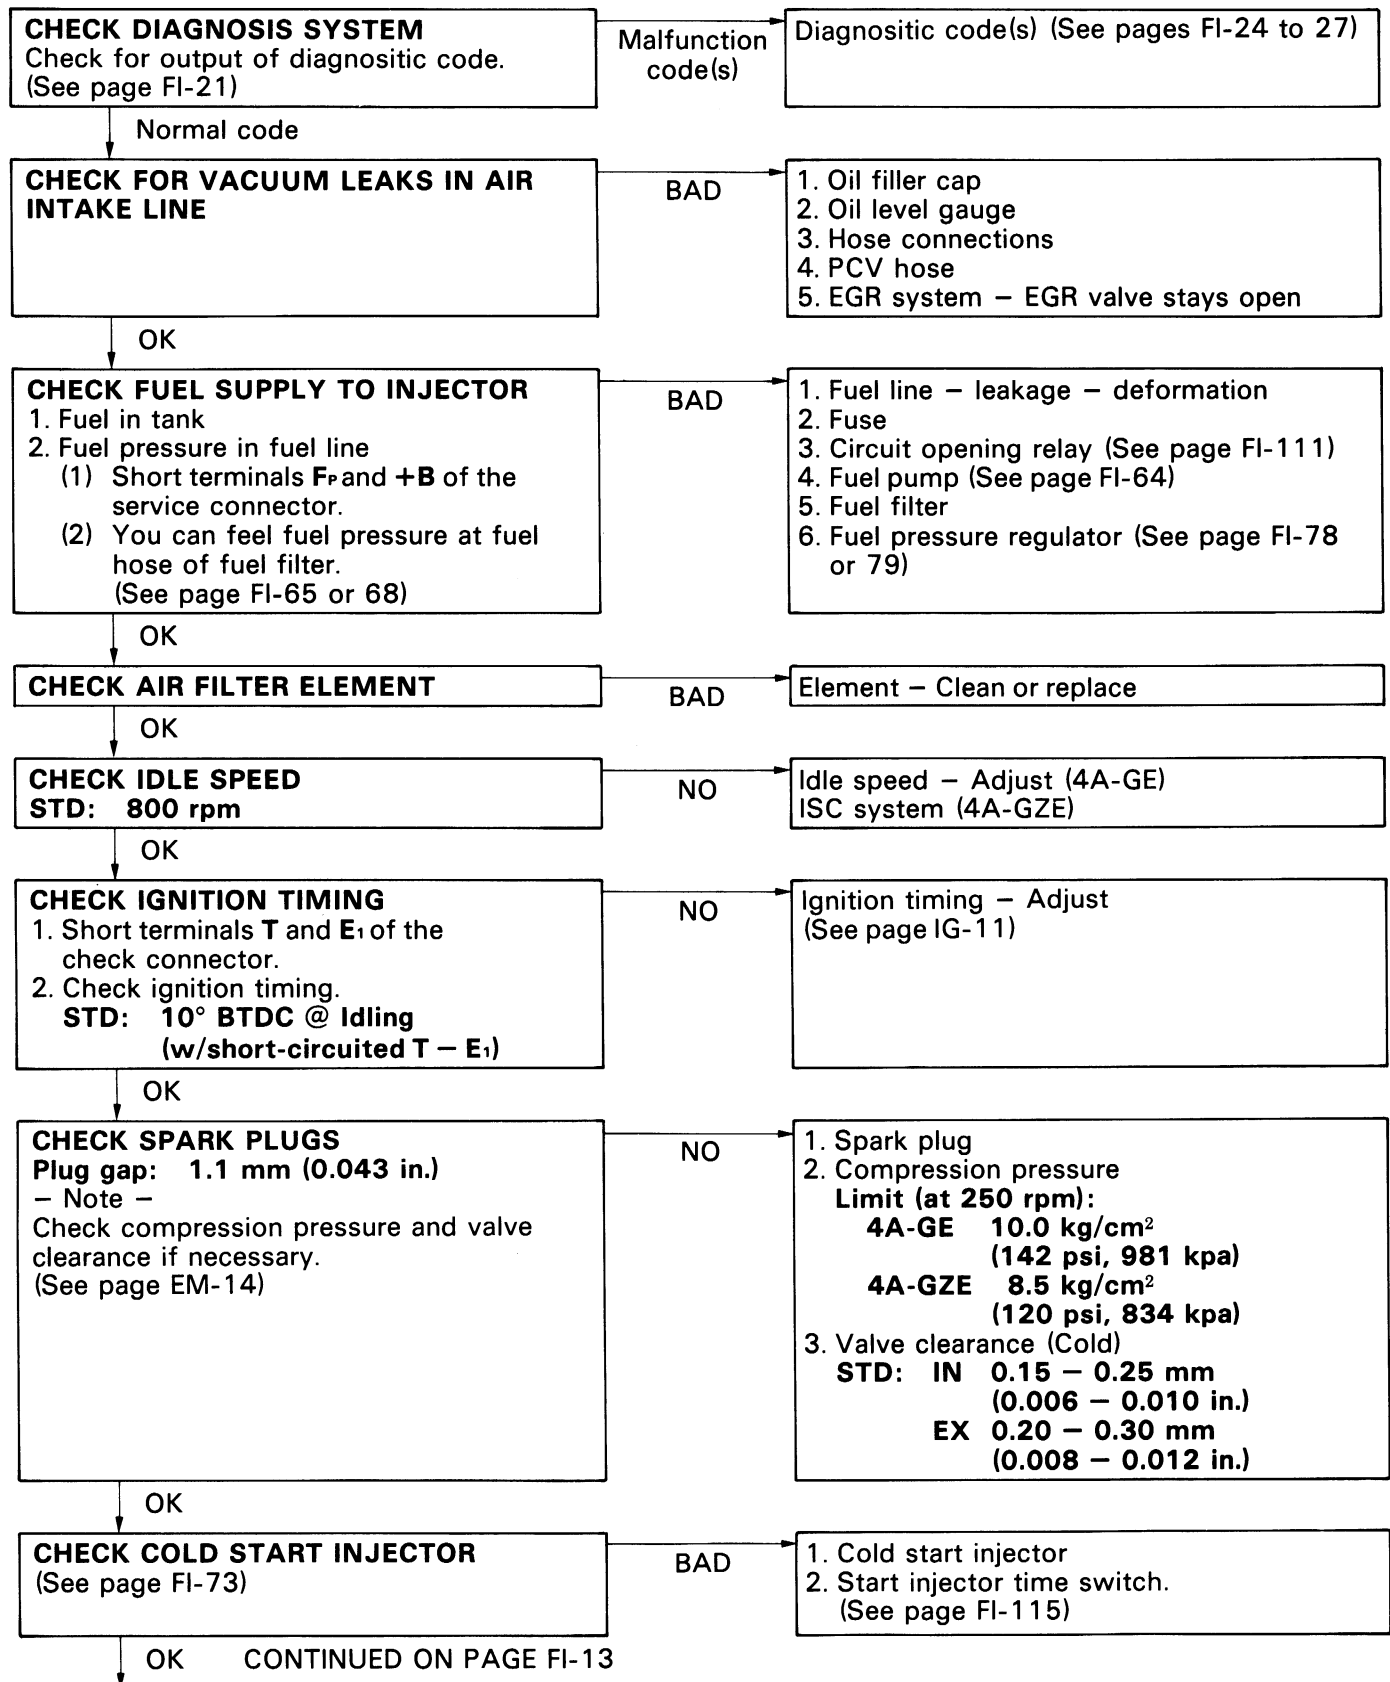 CHECK DIAGNOSIS SYSTEM
Check for output of diagnositic code.
(See page FI-21)
Malfunction
code(s)
Diagnositic code(s) (See pages FI-24 to 27)
Normal code
CHECK FOR VACUUM LEAKS IN AIR
INTAKE LINE
BAD
1. Oil filler cap
2. Oil level gauge
3. Hose connections
4. PCV hose
5. EGR system — EGR valve stays open
OK
CHECK FUEL SUPPLY TO INJECTOR
1. Fuel in tank
2. Fuel pressure in fuel line
(1) Short terminals FP and +B of the
service connector.
(2) You can feel fuel pressure at fuel
hose of fuel filter.
(See page FI-65 or 68)
BAD
1. Fuel line — leakage — deformation
2. Fuse
3. Circuit opening relay (See page FI-111)
4. Fuel pump (See page FI-64)
5. Fuel filter
6. Fuel pressure regulator (See page FI-78
or 79)
OK
CHECK AIR FILTER ELEMENT
BAD
Element — Clean or replace
OK
CHECK IDLE SPEED
STD: 800 rpm
NO
Idle speed — Adjust (4A-GE)
ISC system (4A-GZE)
OK
CHECK IGNITION TIMING
1. Short terminals T and E1 of the
check connector.
2. Check ignition timing.
STD: 10° BTDC @ Idling
(w/short-circuited T — E1)
NO
Ignition timing — Adjust
(See page IG-11)
OK
CHECK SPARK PLUGS
Plug gap: 1.1 mm (0.043 in.)
— Note —
Check compression pressure and valve
clearance if necessary.
(See page EM-14)
NO
1. Spark plug
2. Compression pressure
Limit (at 250 rpm):
4A-GE 10.0 kg/cm²
(142 psi, 981 kpa)
4A-GZE 8.5 kg/cm²
(120 psi, 834 kpa)
3. Valve clearance (Cold)
STD: IN 0.15 — 0.25 mm
(0.006 — 0.010 in.)
EX 0.20 — 0.30 mm
(0.008 — 0.012 in.)
OK
CHECK COLD START INJECTOR
(See page FI-73)
BAD
1. Cold start injector
2. Start injector time switch.
(See page FI-115)
OK CONTINUED ON PAGE FI-13